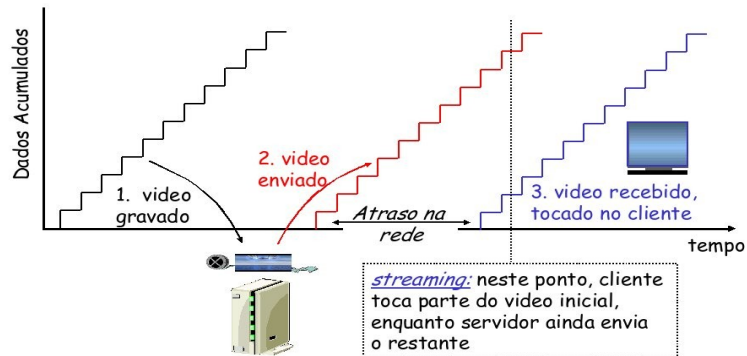 Dados Acumulados
1. video
gravado
2. video
enviado
Atraso na
rede
3. video recebido,
tocado no cliente
tempo
streaming: neste ponto, cliente
toca parte do video inicial,
enquanto servidor ainda envia
o restante